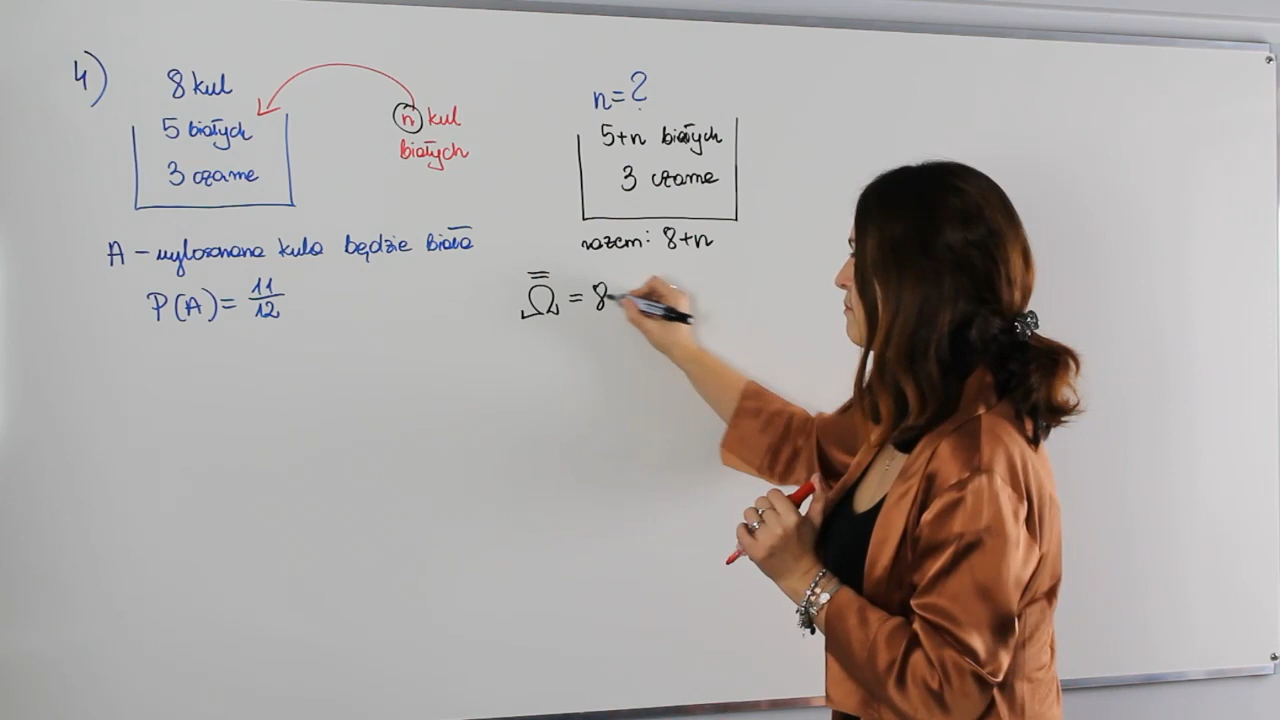 4)
8 kul
5 białych
3 czarne
n kul
białych
A - wylosowana kula będzie biała
P(A) = 11/12
n = ?
5+n białych
3 czarne
razem: 8+n
Ω̿ = 8